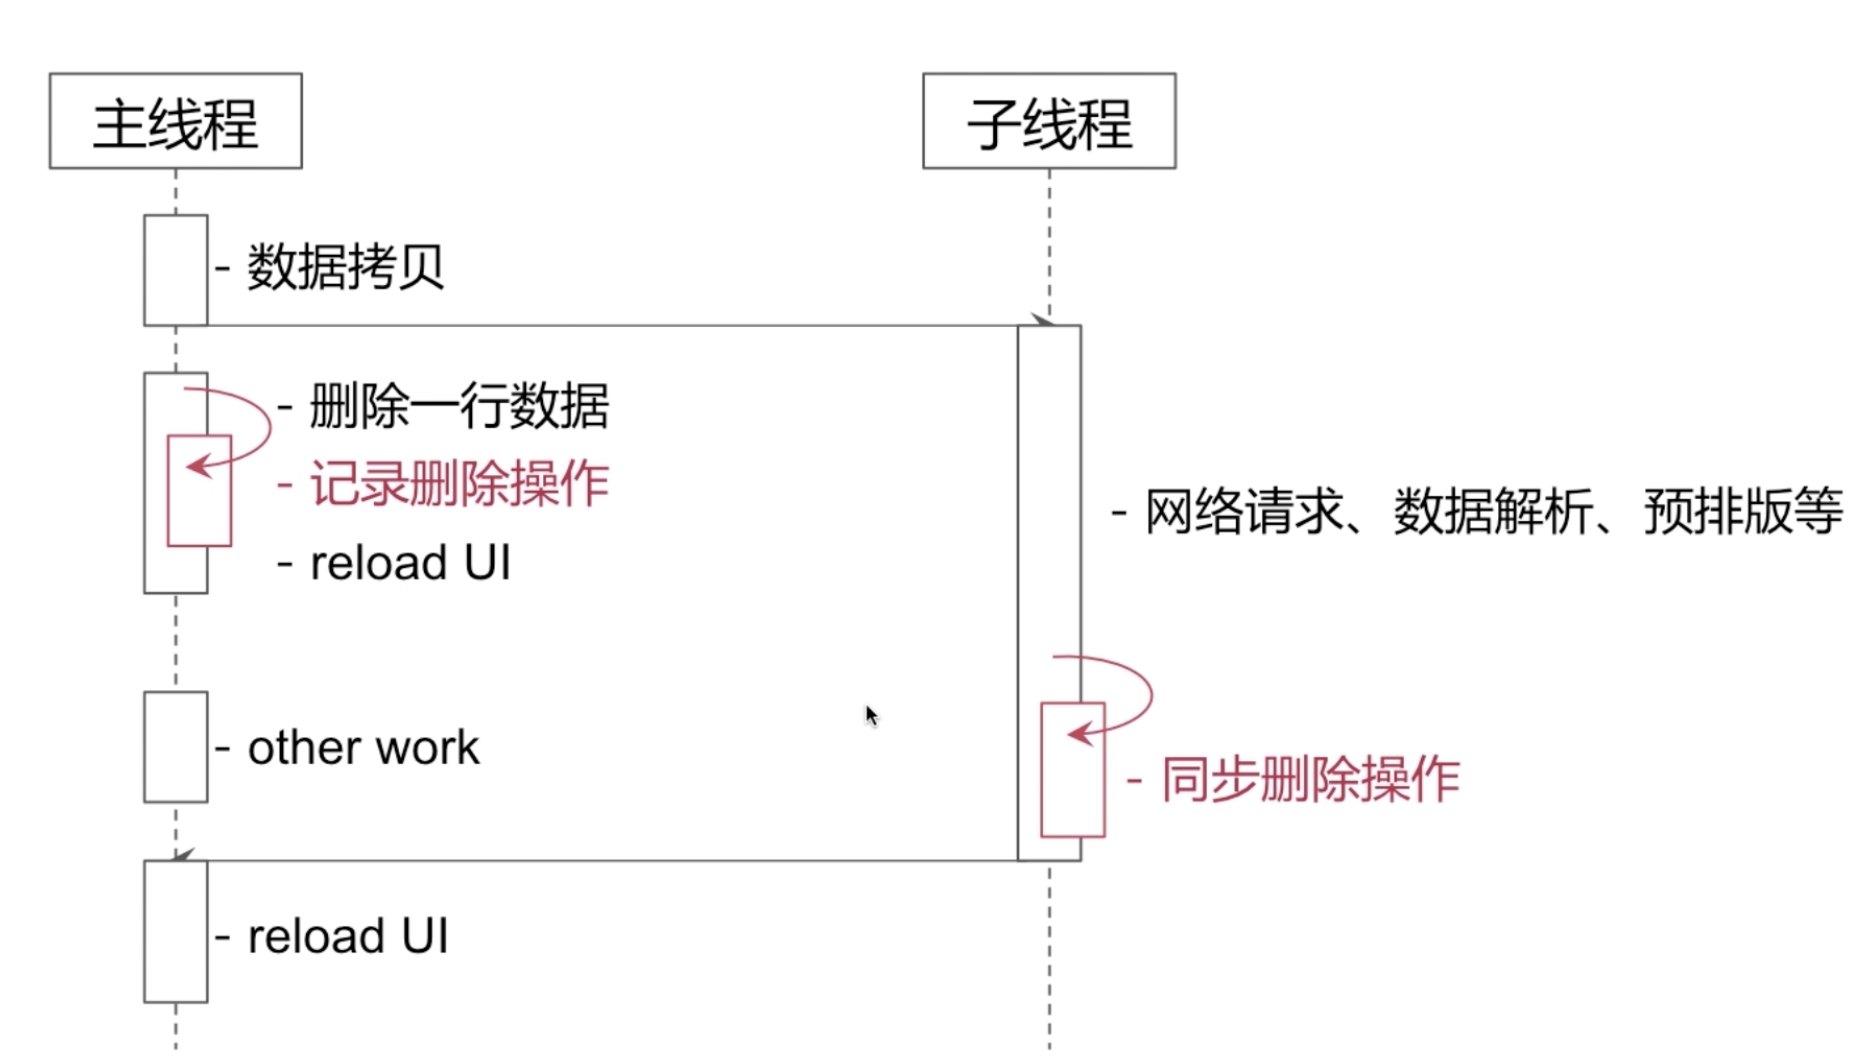 主线程
子线程
- 数据拷贝
- 删除一行数据
- 记录删除操作
- reload UI
- 网络请求、数据解析、预排版等
- other work
- 同步删除操作
- reload UI